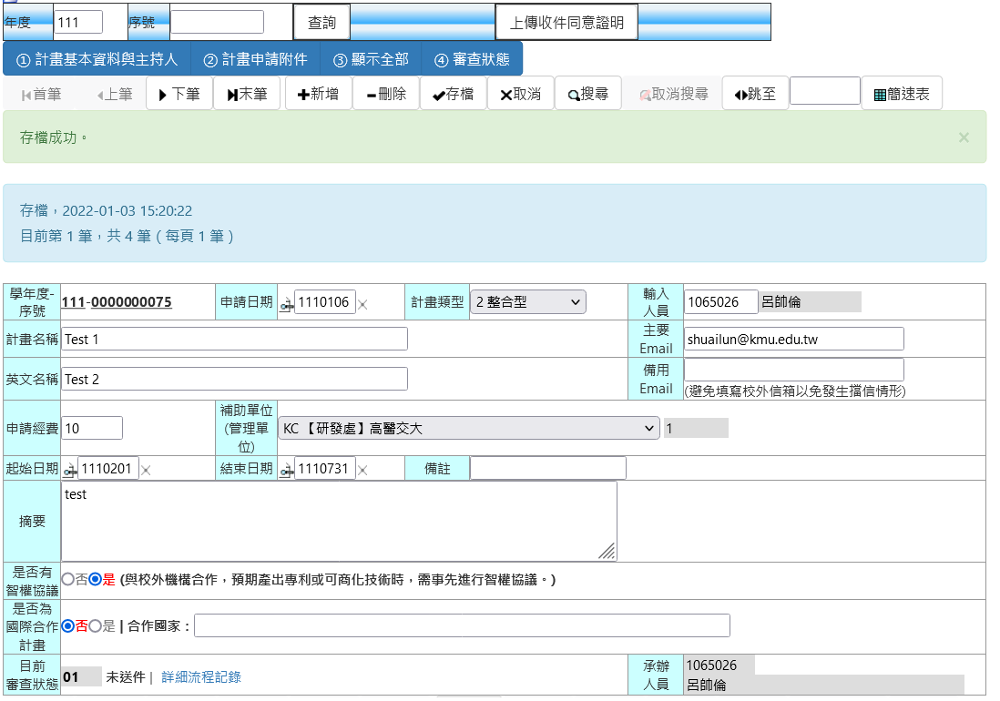 年度 111 序號 查詢 上傳收件同意證明
① 計畫基本資料與主持人 ② 計畫申請附件 ③ 顯示全部 ④ 審查狀態
首筆 上筆 下筆 末筆 新增 刪除 存檔 取消 搜尋 取消搜尋 跳至 簡速表
存檔成功。 ×
存檔，2022-01-03 15:20:22
目前第 1 筆，共 4 筆 ( 每頁 1 筆 )
學年度-
序號
111-0000000075
申請日期 1110106
計畫類型 2 整合型
輸入
人員
1065026 呂帥倫
計畫名稱 Test 1
主要
Email
shuailun@kmu.edu.tw
英文名稱 Test 2
備用
Email
(避免填寫校外信箱以免發生擋信情形)
申請經費 10
補助單位
(管理單
位)
KC 【研發處】高醫交大 1
起始日期 1110201 結束日期 1110731 備註
摘要
test
是否有
智權協議
否 是 (與校外機構合作，預期產出專利或可商化技術時，需事先進行智權協議。)
是否為
國際合作
計畫
否 是 | 合作國家：
目前
審查狀態
01 未送件 | 詳細流程記錄
承辦
人員
1065026
呂帥倫